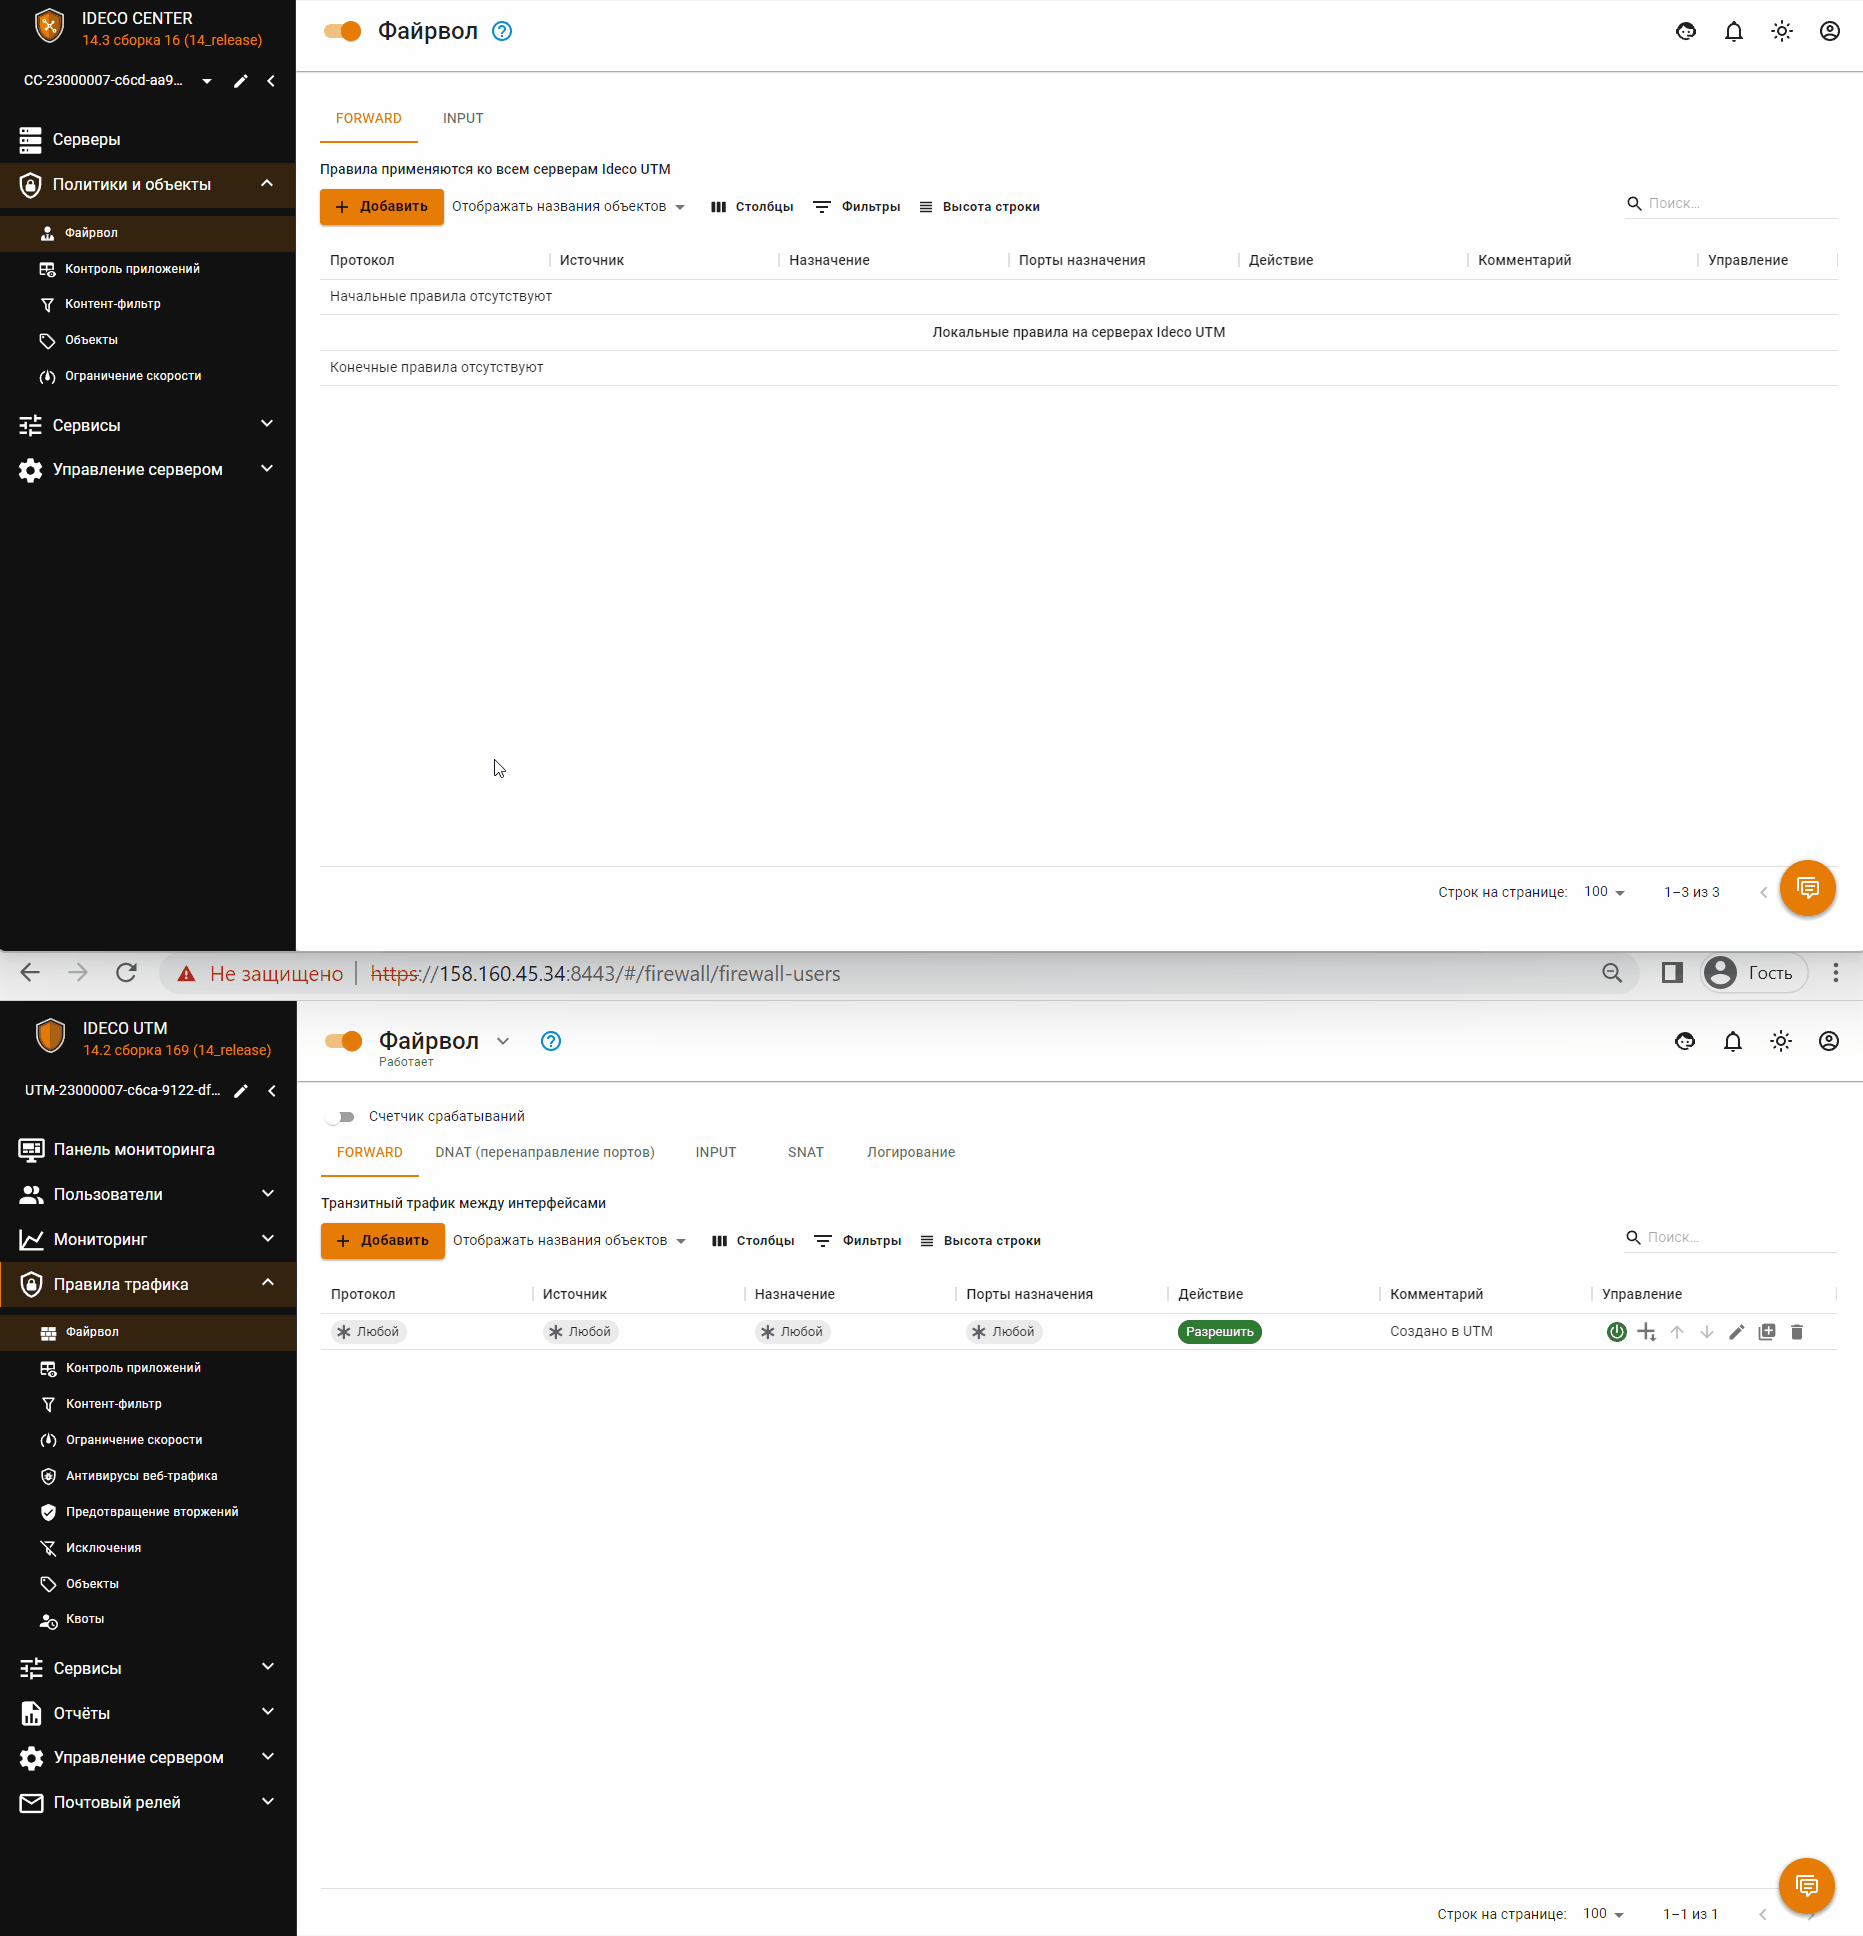 IDECO CENTER
14.3 сборка 16 (14_release)
CC-23000007-c6cd-aa9...
Серверы
Политики и объекты
Файрвол
Контроль приложений
Контент-фильтр
Объекты
Ограничение скорости
Сервисы
Управление сервером
Файрвол
FORWARD INPUT
Правила применяются ко всем серверам Ideco UTM
Добавить Отображать названия объектов Столбцы Фильтры Высота строки Поиск...
Протокол Источник Назначение Порты назначения Действие Комментарий Управление
Начальные правила отсутствуют
Локальные правила на серверах Ideco UTM
Конечные правила отсутствуют
Строк на странице: 100 1–3 из 3
Не защищено https://158.160.45.34:8443/#/firewall/firewall-users Гость
IDECO UTM
14.2 сборка 169 (14_release)
UTM-23000007-c6ca-9122-df...
Панель мониторинга
Пользователи
Мониторинг
Правила трафика
Файрвол
Контроль приложений
Контент-фильтр
Ограничение скорости
Антивирусы веб-трафика
Предотвращение вторжений
Исключения
Объекты
Квоты
Сервисы
Отчёты
Управление сервером
Почтовый релей
Файрвол
Работает
Счетчик срабатываний
FORWARD DNAT (перенаправление портов) INPUT SNAT Логирование
Транзитный трафик между интерфейсами
Добавить Отображать названия объектов Столбцы Фильтры Высота строки Поиск...
Протокол Источник Назначение Порты назначения Действие Комментарий Управление
Любой Любой Любой Любой Разрешить Создано в UTM
Строк на странице: 100 1–1 из 1